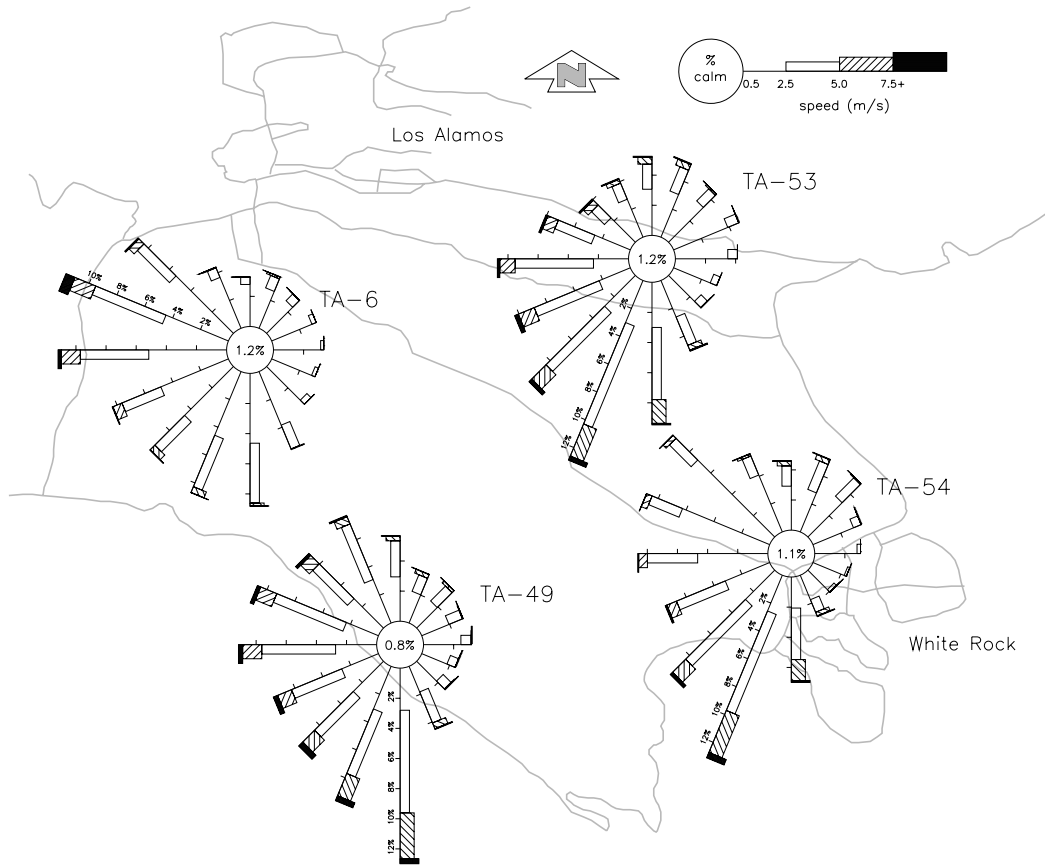 N
%
calm
0.5 2.5 5.0 7.5+
speed (m/s)
Los Alamos
TA-53
1.2%
2%
4%
6%
8%
10%
12%
TA-6
1.2%
10%
8%
6%
4%
2%
TA-54
1.1%
2%
4%
6%
8%
10%
12%
TA-49
0.8%
2%
4%
6%
8%
10%
12%
White Rock